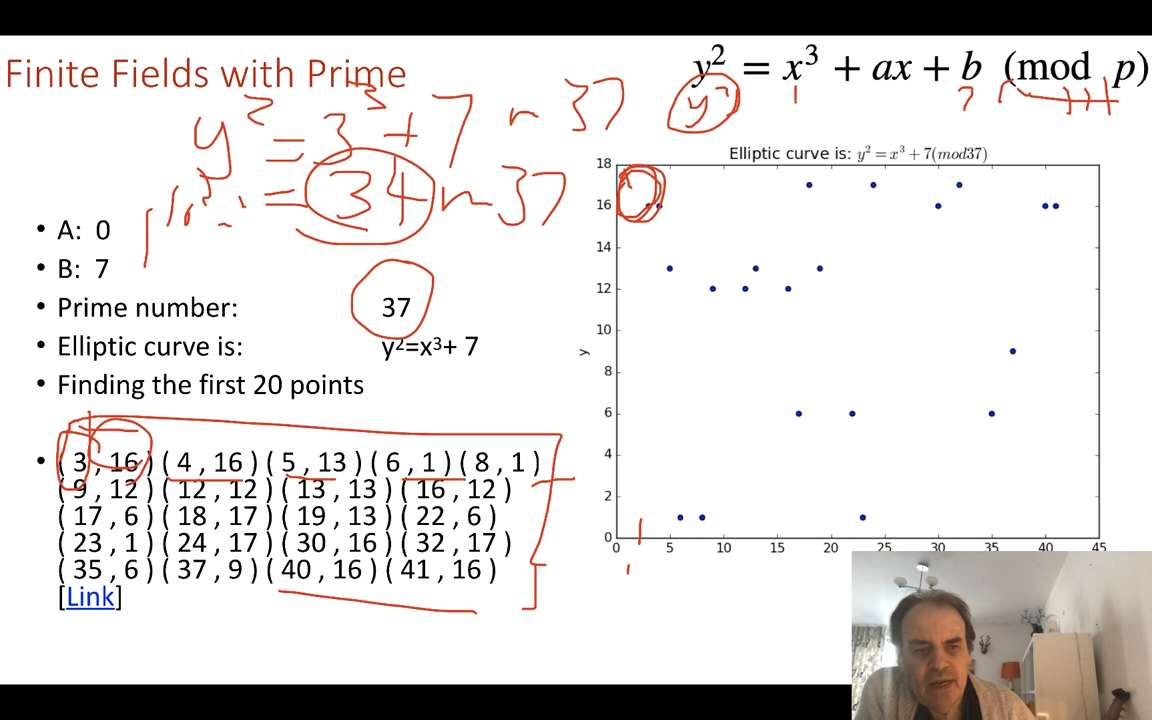 Finite Fields with Prime
y² = x³ + ax + b (mod p)
y² = 3³ + 7 m 37
= 34 m 37
y²
7
• A: 0
• B: 7
• Prime number: 37
• Elliptic curve is: y²=x³+ 7
• Finding the first 20 points
• ( 3 , 16 ) ( 4 , 16 ) ( 5 , 13 ) ( 6 , 1 ) ( 8 , 1 )
( 9 , 12 ) ( 12 , 12 ) ( 13 , 13 ) ( 16 , 12 )
( 17 , 6 ) ( 18 , 17 ) ( 19 , 13 ) ( 22 , 6 )
( 23 , 1 ) ( 24 , 17 ) ( 30 , 16 ) ( 32 , 17 )
( 35 , 6 ) ( 37 , 9 ) ( 40 , 16 ) ( 41 , 16 )
[Link]
Elliptic curve is: y² = x³ + 7(mod37)
18
16
14
12
10
8
6
4
2
0
y
0 5 10 15 20 25 30 35 40 45